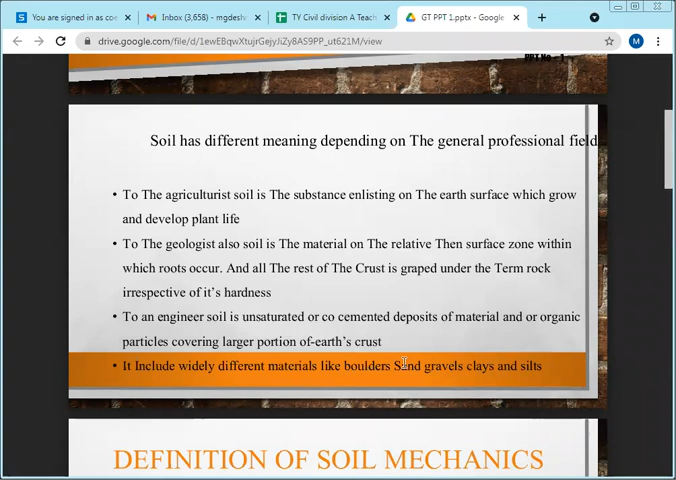 You are signed in as coe
Inbox (3,658) - mgdeshm
TY Civil division A Teach
GT PPT 1.pptx - Google
drive.google.com/file/d/1ewEBqwXtujrGejyJiZy8AS9PP_ut621M/view
M
PPT No - 1
Soil has different meaning depending on The general professional field
• To The agriculturist soil is The substance enlisting on The earth surface which grow
and develop plant life
• To The geologist also soil is The material on The relative Then surface zone within
which roots occur. And all The rest of The Crust is graped under the Term rock
irrespective of it's hardness
• To an engineer soil is unsaturated or co cemented deposits of material and or organic
particles covering larger portion of-earth's crust
• It Include widely different materials like boulders Sand gravels clays and silts
DEFINITION OF SOIL MECHANICS